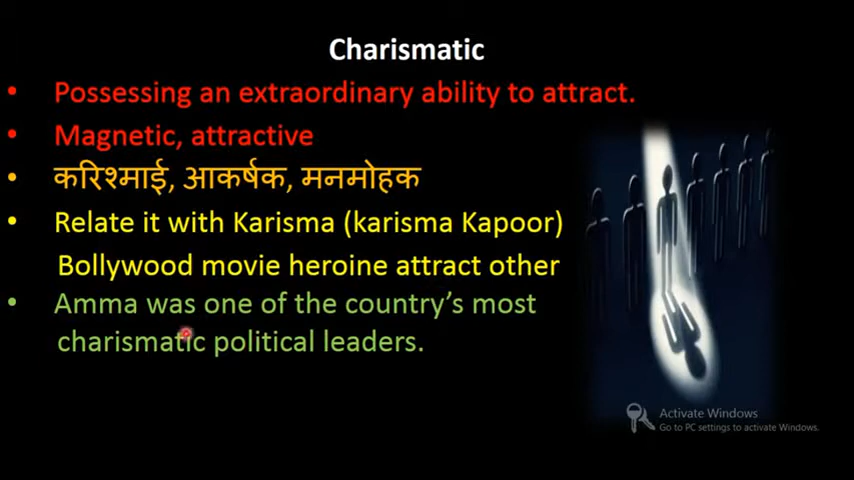 Charismatic
• Possessing an extraordinary ability to attract.
• Magnetic, attractive
• करिश्माई, आकर्षक, मनमोहक
• Relate it with Karisma (karisma Kapoor)
Bollywood movie heroine attract other
• Amma was one of the country's most
charismatic political leaders.
Activate Windows
Go to PC settings to activate Windows.